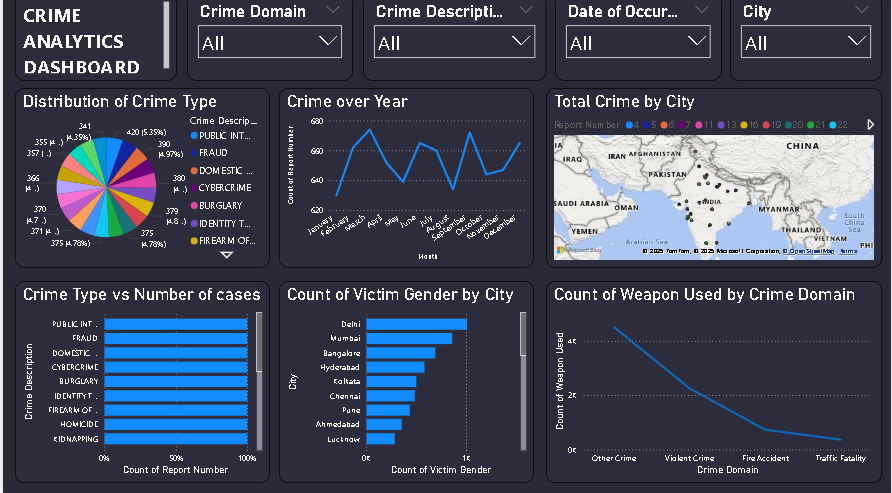 CRIME
ANALYTICS
DASHBOARD
Crime Domain
All
Crime Descripti...
All
Date of Occur...
All
City
All
Distribution of Crime Type
341
(4.35%)
420 (5.35%)
390
(4.97%)
380
379
375
(4.78%)
375 (4.78%)
371
370
366
357
355
Crime Descrip...
PUBLIC INT...
FRAUD
DOMESTIC ...
CYBERCRIME
BURGLARY
IDENTITY T...
FIREARM OF...
Crime over Year
Count of Report Number
680
660
640
620
January
February
March
April
May
June
July
August
September
October
November
December
Month
Total Crime by City
Report Number 4 5 6 7 11 13 16 19 20 21 22
IRAQ
IRAN
AFGHANISTAN
CHINA
PAKISTAN
SAUDI ARABIA
INDIA
MYANMAR
OMAN
YEMEN
THAILAND
VIETNAM
South
China
Sea
Arabian Sea
Microsoft Bing
© 2025 TomTom, © 2025 Microsoft Corporation, © OpenStreetMap Terms
Crime Type vs Number of cases
Crime Description
PUBLIC INT...
FRAUD
DOMESTIC ...
CYBERCRIME
BURGLARY
IDENTITY T...
FIREARM OF...
HOMICIDE
KIDNAPPING
0% 50% 100%
Count of Report Number
Count of Victim Gender by City
City
Delhi
Mumbai
Bangalore
Hyderabad
Kolkata
Chennai
Pune
Ahmedabad
Lucknow
0K 1K
Count of Victim Gender
Count of Weapon Used by Crime Domain
Count of Weapon Used
4K
2K
0K
Other Crime Violent Crime Fire Accident Traffic Fatality
Crime Domain